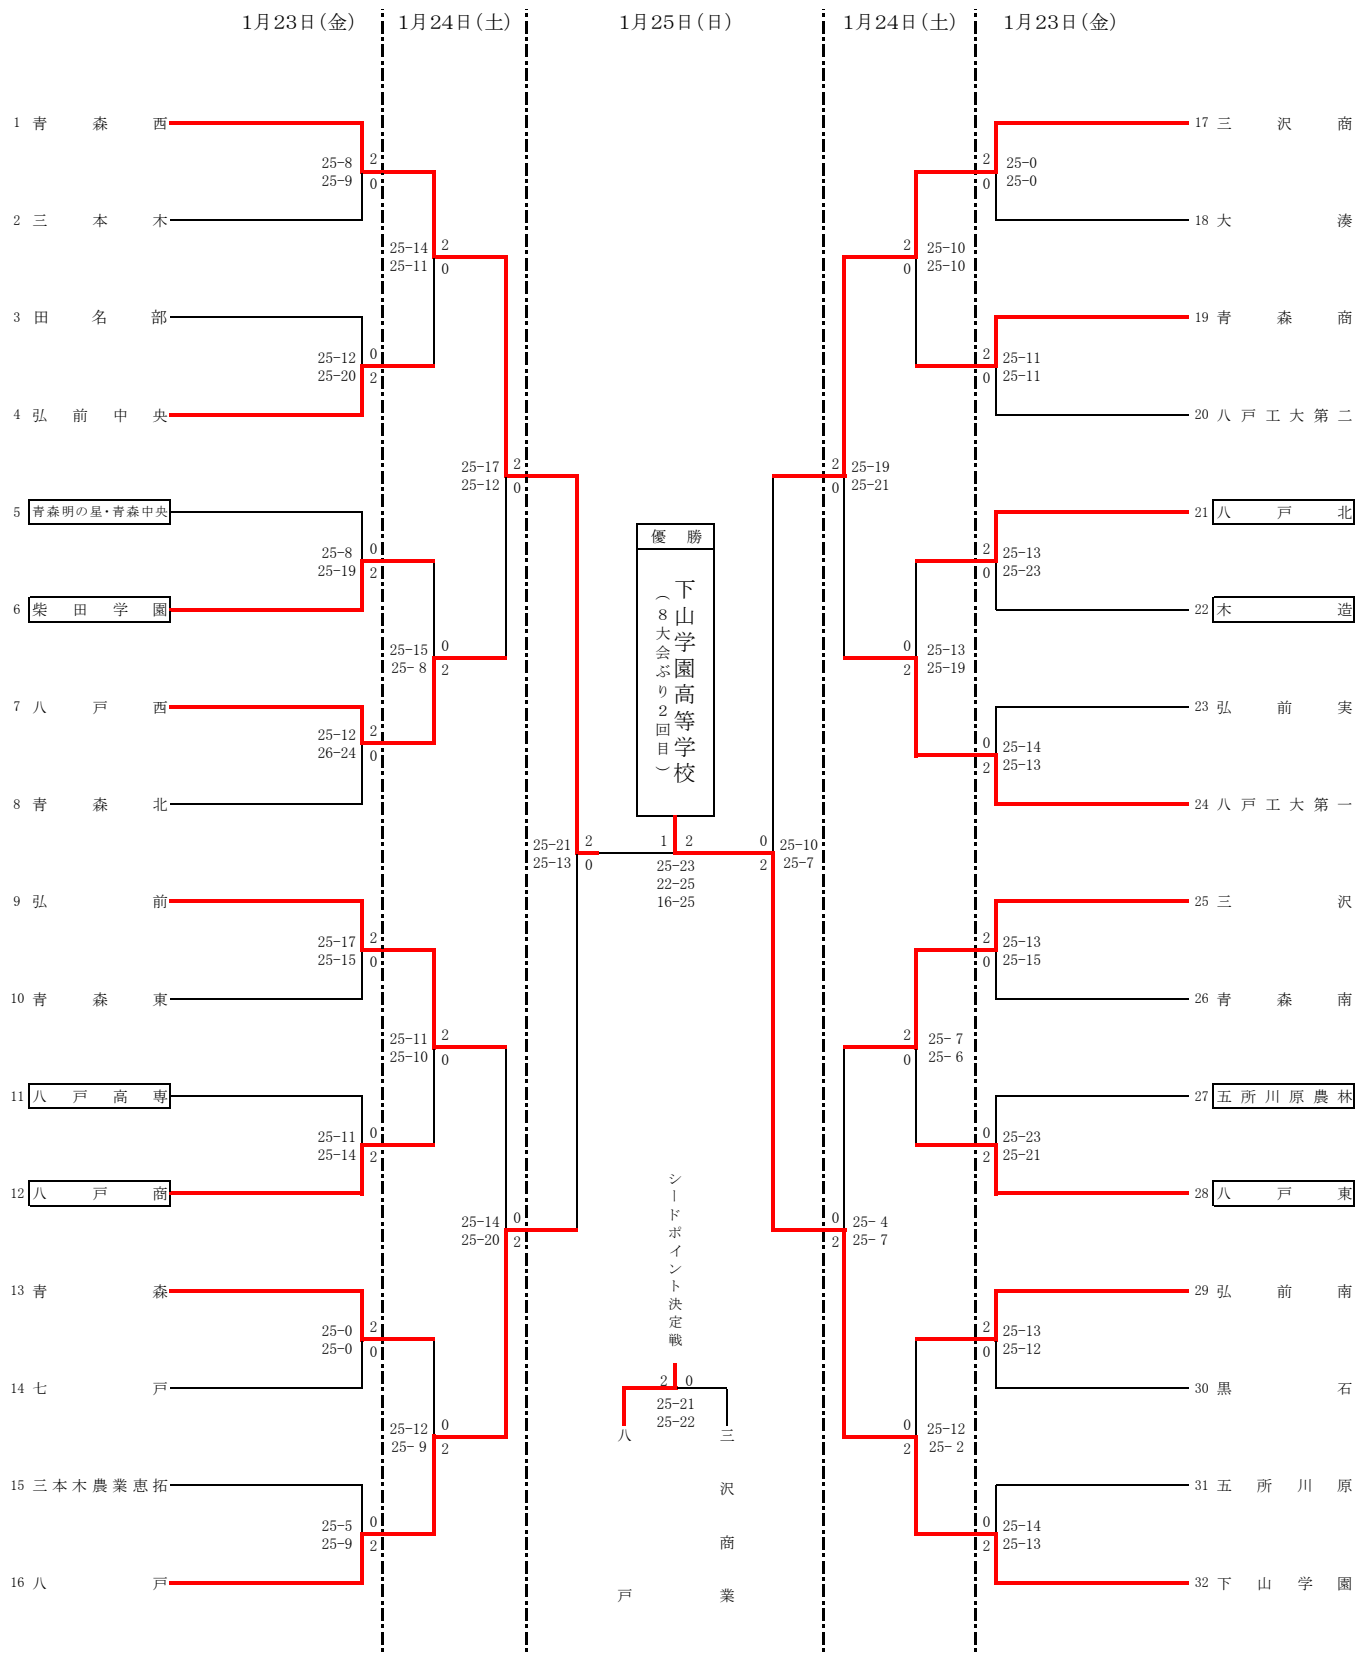 1月23日(金) 1月24日(土) 1月25日(日) 1月24日(土) 1月23日(金)
1 青森西
25-8 2
25-9 0
2 三本木
25-14 2
25-11 0
3 田名部
25-12 0
25-20 2
4 弘前中央
25-17 2
25-12 0
5 青森明の星・青森中央
25-8 0
25-19 2
6 柴田学園
25-15 0
25-8 2
7 八戸西
25-12 2
26-24 0
8 青森北
25-21 2
25-13 0
9 弘前
25-17 2
25-15 0
10 青森東
25-11 2
25-10 0
11 八戸高専
25-11 0
25-14 2
12 八戸商
25-14 0
25-20 2
13 青森
25-0 2
25-0 0
14 七戸
25-12 0
25-9 2
15 三本木農業恵拓
25-5 0
25-9 2
16 八戸
優勝
下山学園高等学校
(8大会ぶり2回目)
1 2
25-23
22-25
16-25
シードポイント決定戦
2 0
25-21
25-22
八戸
三沢商業
17 三沢商
2 25-0
0 25-0
18 大湊
2 25-10
0 25-10
19 青森商
2 25-11
0 25-11
20 八戸工大第二
2 25-19
0 25-21
21 八戸北
2 25-13
0 25-23
22 木造
0 25-13
2 25-19
23 弘前実
0 25-14
2 25-13
24 八戸工大第一
0 25-10
2 25-7
25 三沢
2 25-13
0 25-15
26 青森南
2 25-7
0 25-6
27 五所川原農林
0 25-23
2 25-21
28 八戸東
0 25-4
2 25-7
29 弘前南
2 25-13
0 25-12
30 黒石
0 25-12
2 25-2
31 五所川原
0 25-14
2 25-13
32 下山学園